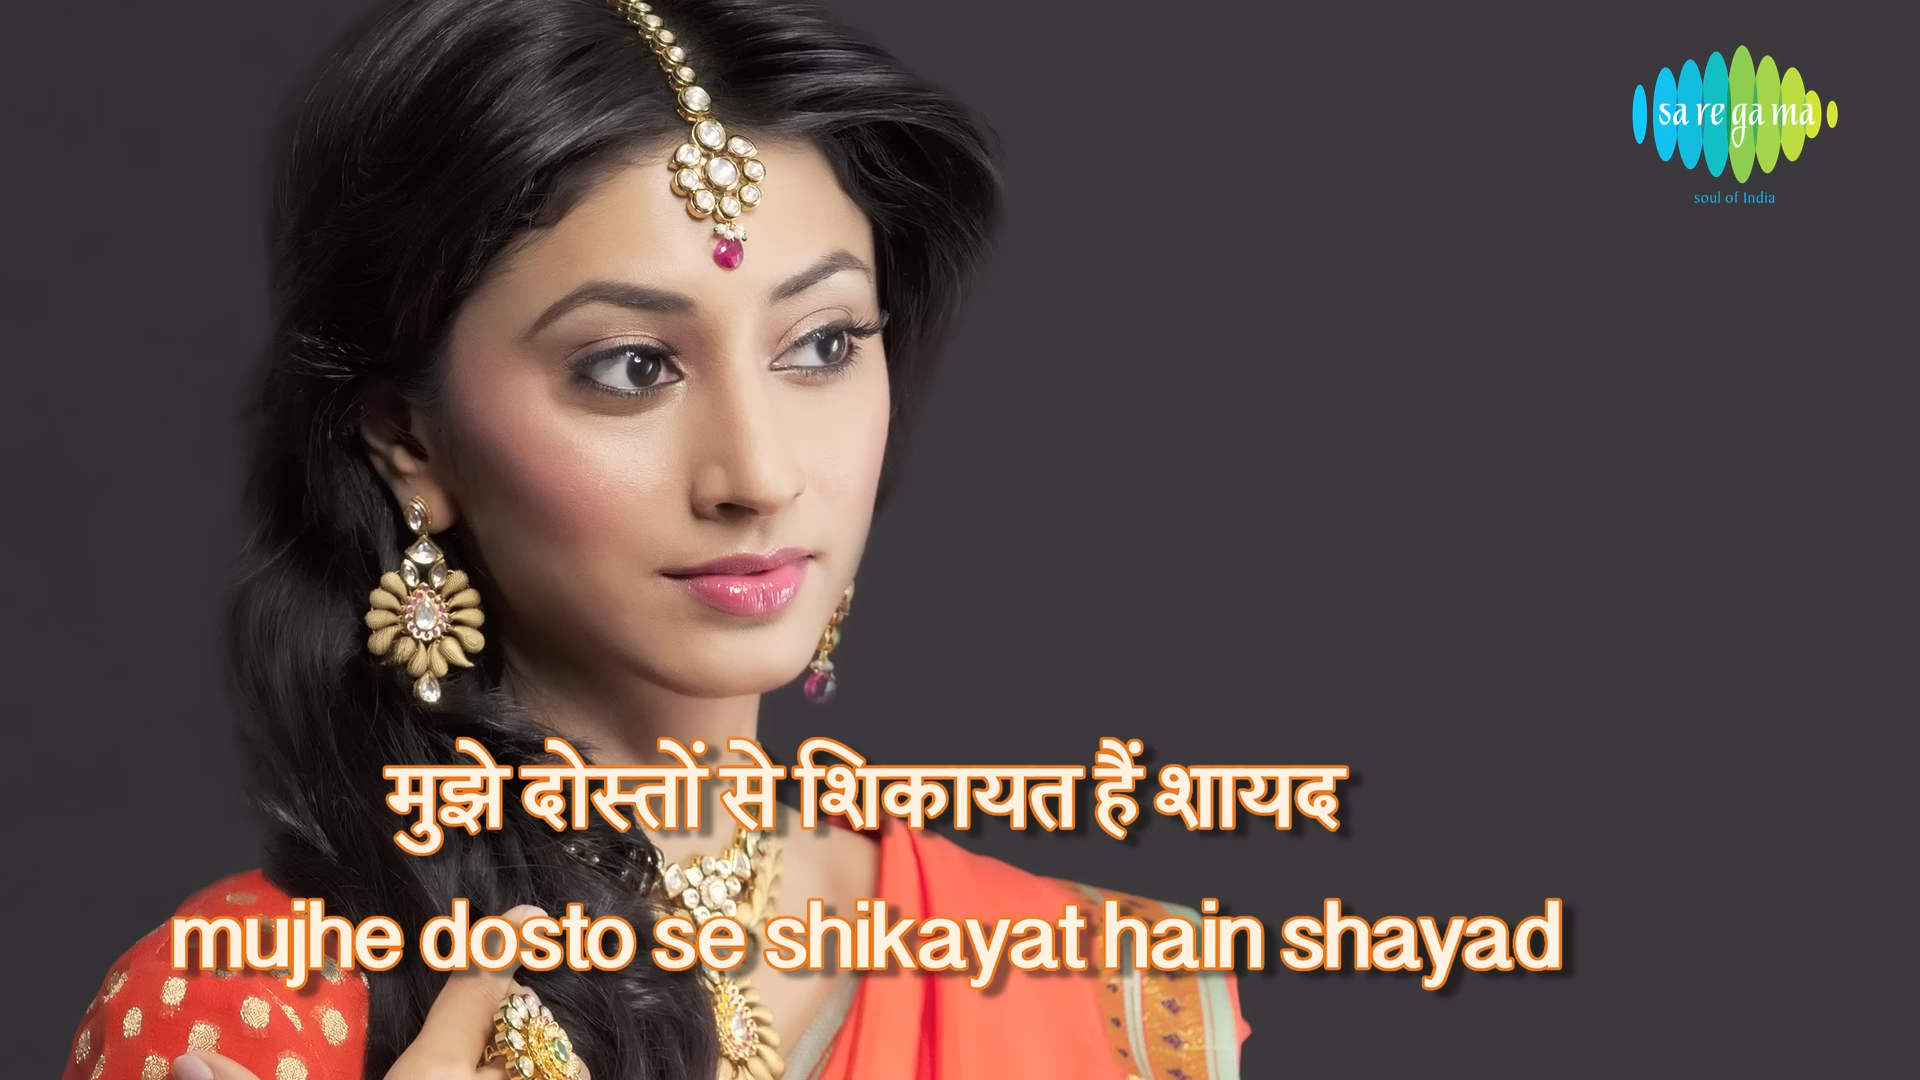 sa re ga ma
soul of India
मुझे दोस्तों से शिकायत हैं शायद
mujhe dosto se shikayat hain shayad